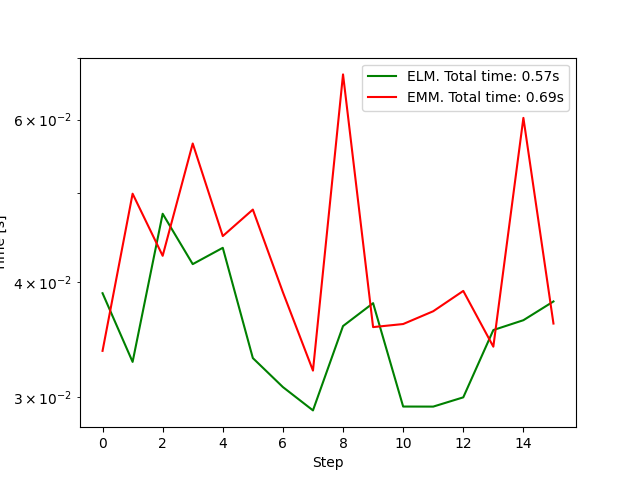 ELM. Total time: 0.57s
EMM. Total time: 0.69s
6 × 10⁻²
4 × 10⁻²
3 × 10⁻²
Time [s]
0 2 4 6 8 10 12 14
Step